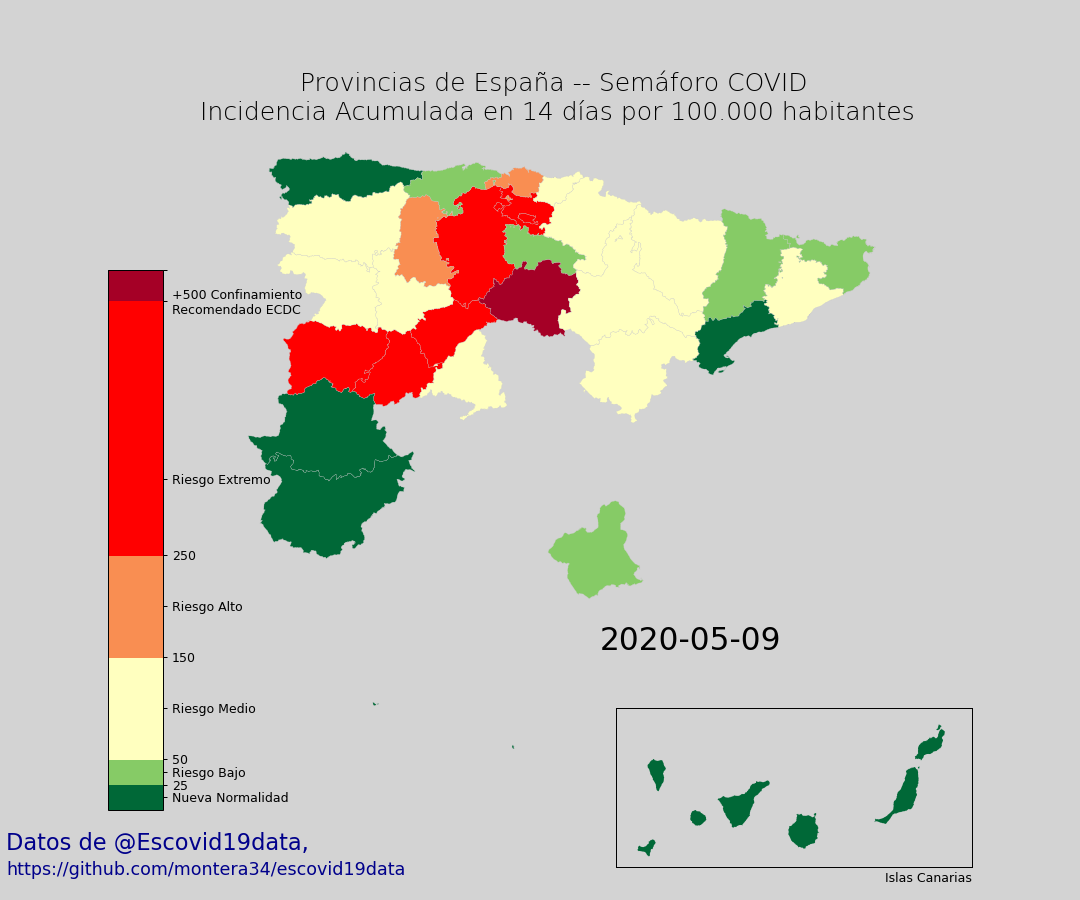 Provincias de España -- Semáforo COVID
Incidencia Acumulada en 14 días por 100.000 habitantes
+500 Confinamiento
Recomendado ECDC
Riesgo Extremo
250
Riesgo Alto
150
Riesgo Medio
50
Riesgo Bajo
25
Nueva Normalidad
2020-05-09
Islas Canarias
Datos de @Escovid19data,
https://github.com/montera34/escovid19data